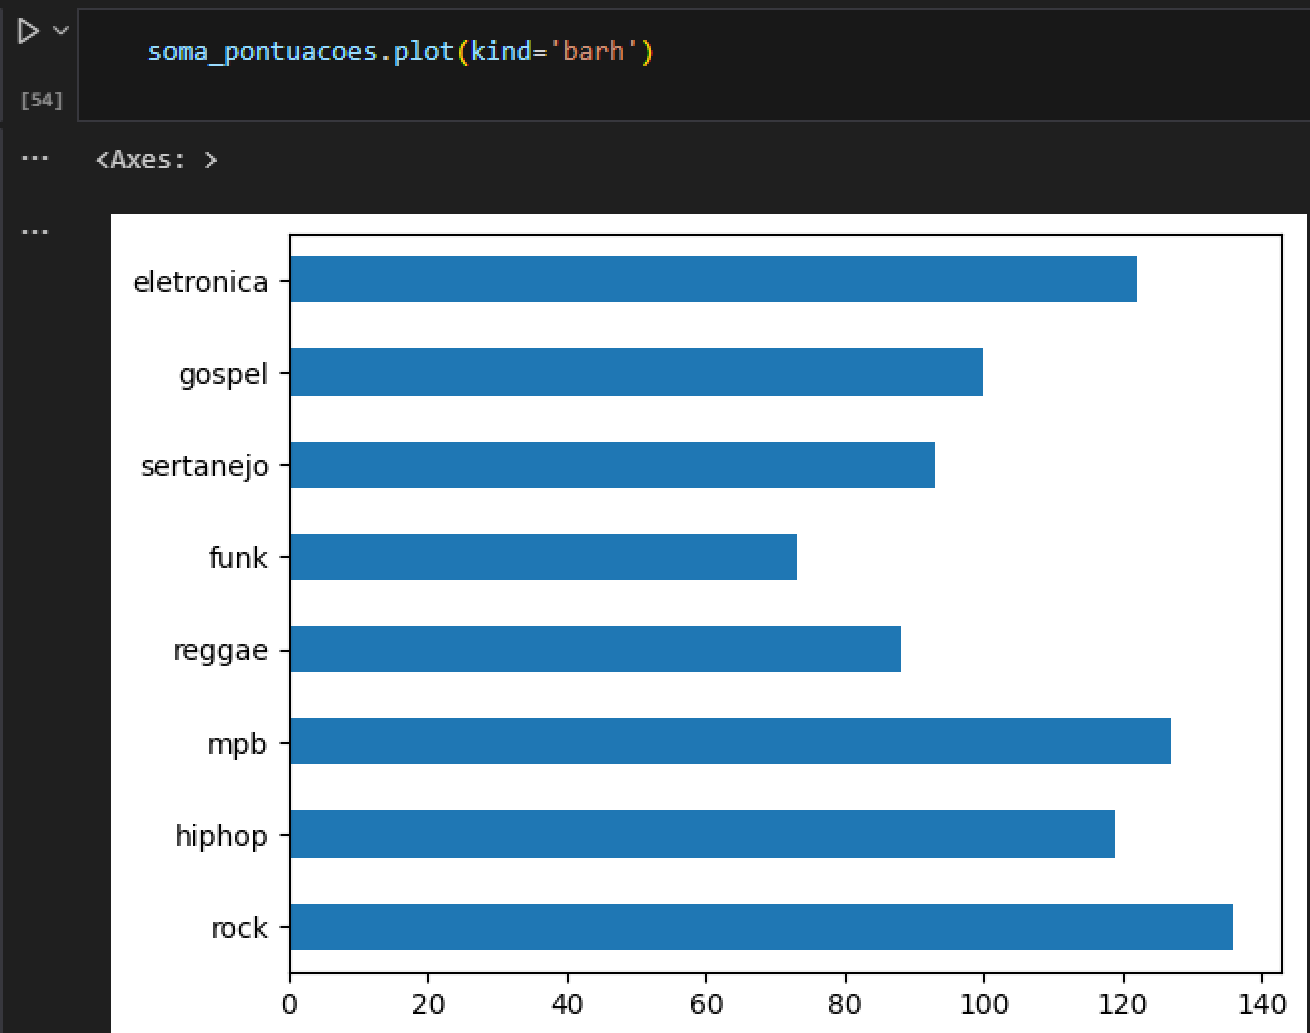 soma_pontuacoes.plot(kind='barh')
[54]
... <Axes: >
...
eletronica
gospel
sertanejo
funk
reggae
mpb
hiphop
rock
0 20 40 60 80 100 120 140